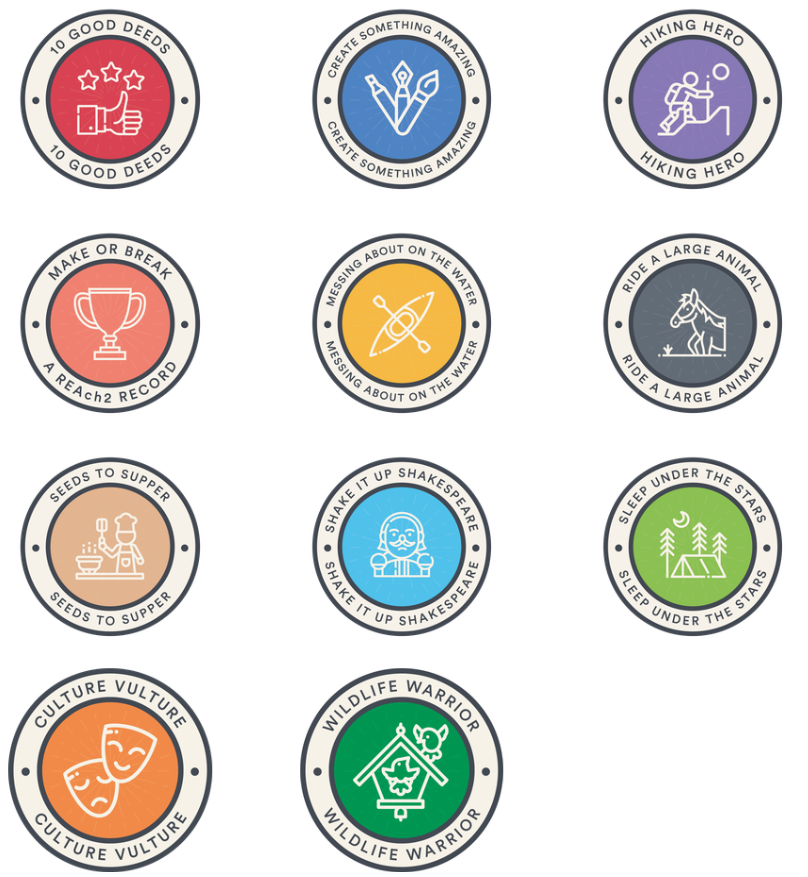 10 GOOD DEEDS
10 GOOD DEEDS
CREATE SOMETHING AMAZING
CREATE SOMETHING AMAZING
HIKING HERO
HIKING HERO
MAKE OR BREAK
A REAch2 RECORD
MESSING ABOUT ON THE WATER
MESSING ABOUT ON THE WATER
RIDE A LARGE ANIMAL
RIDE A LARGE ANIMAL
SEEDS TO SUPPER
SEEDS TO SUPPER
SHAKE IT UP SHAKESPEARE
SHAKE IT UP SHAKESPEARE
SLEEP UNDER THE STARS
SLEEP UNDER THE STARS
CULTURE VULTURE
CULTURE VULTURE
WILDLIFE WARRIOR
WILDLIFE WARRIOR